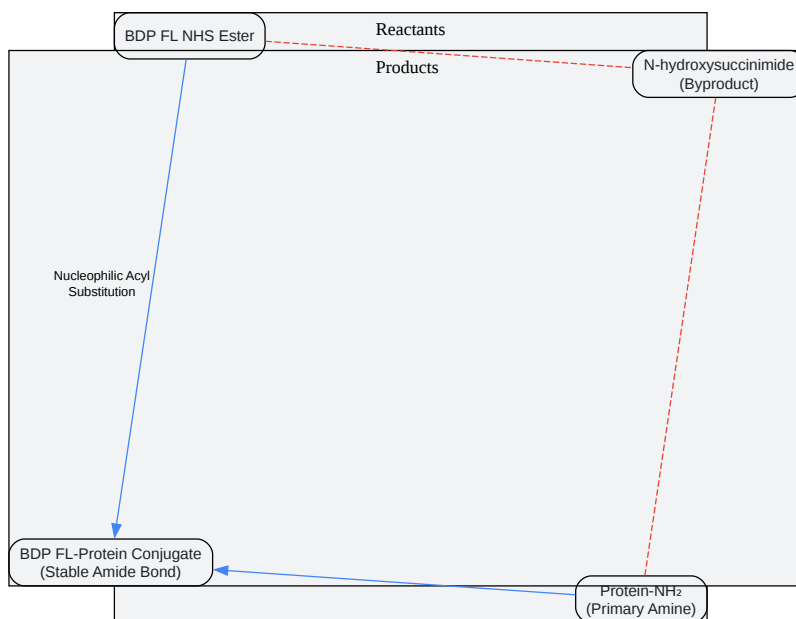 Reactants
BDP FL NHS Ester
Products
N-hydroxysuccinimide
(Byproduct)
Nucleophilic Acyl
Substitution
BDP FL-Protein Conjugate
(Stable Amide Bond)
Protein-NH₂
(Primary Amine)